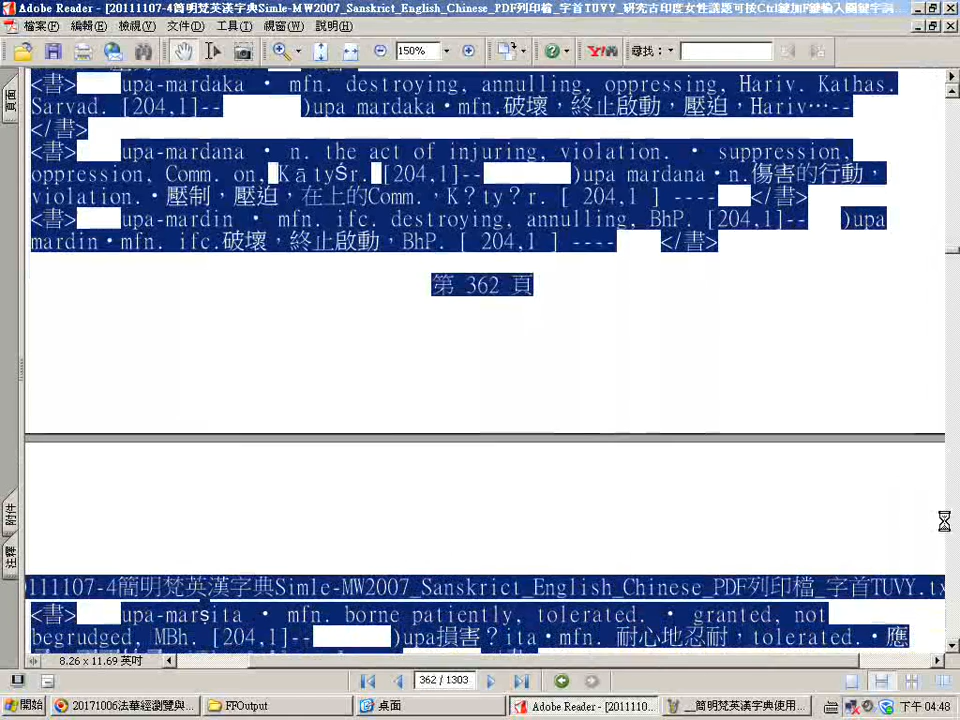 Adobe Reader - [20111107-4簡明梵英漢字典Simle-MW2007_Sanskrict_English_Chinese_PDF列印檔_字首TUVY_研究古印度女性議題可按Ctrl鍵加F鍵輸入關鍵字詞...
檔案(F) 編輯(E) 檢視(V) 文件(D) 工具(T) 視窗(W) 說明(H)
150% 尋找：
頁面
<書> upa-mardaka • mfn. destroying, annulling, oppressing, Hariv. Kathas.
Sarvad. [204,1]-- )upa mardaka•mfn.破壞，終止啟動，壓迫，Hariv…--
</書>
<書> upa-mardana • n. the act of injuring, violation. • suppression,
oppression, Comm. on, KātyŚr. [204,1]-- )upa mardana•n.傷害的行動，
violation.•壓制，壓迫，在上的Comm.，K？ty？r. [ 204,1 ] ---- </書>
<書> upa-mardin • mfn. ifc. destroying, annulling, BhP. [204,1]-- )upa
mardin•mfn. ifc.破壞，終止啟動，BhP. [ 204,1 ] ---- </書>
第 362 頁
附件
注釋
111107-4簡明梵英漢字典Simle-MW2007_Sanskrict_English_Chinese_PDF列印檔_字首TUVY.tx
<書> upa-marṣita • mfn. borne patiently, tolerated. • granted, not
begrudged, MBh. [204,1]-- )upa損害？ita•mfn. 耐心地忍耐，tolerated.•應
8.26 x 11.69 英吋
362 / 1303
開始 20171006法華經瀏覽與... FFOutput 桌面 Adobe Reader - [201110... __簡明梵英漢字典使用... 下午 04:48